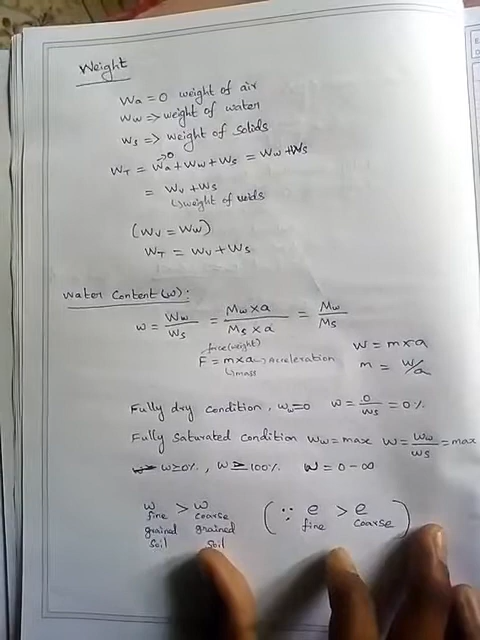 Weight
Wa = 0 weight of air
Ww => weight of water
Ws => weight of solids
WT = Wa→0 + Ww + Ws = Ww + Ws
= Wv + Ws
↳ weight of voids
(Wv = Ww)
WT = Wv + Ws
Water Content (w) :
w = Ww/Ws = Mw x a/Ms x a = Mw/Ms
force (weight) W = m x a
F = m x a ↳ Acceleration m = W/a
↳ mass
Fully dry condition, ww = 0 w = 0/ws = 0%
Fully saturated condition Ww = max W = Ww/Ws = max
w ≥ 0%, W ≥ 100% W = 0 - ∞
w > w (∵ e > e)
fine coarse fine coarse
grained grained
soil soil